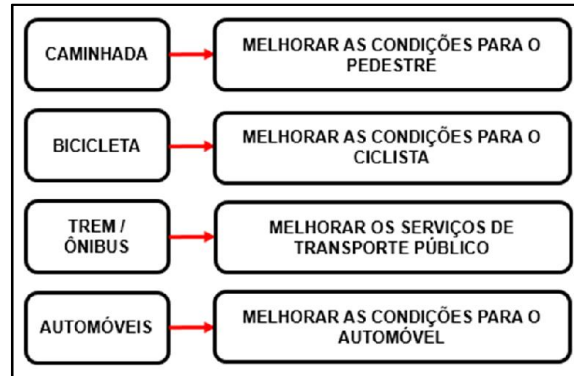 CAMINHADA
MELHORAR AS CONDIÇÕES PARA O
PEDESTRE
BICICLETA
MELHORAR AS CONDIÇÕES PARA O
CICLISTA
TREM /
ÔNIBUS
MELHORAR OS SERVIÇOS DE
TRANSPORTE PÚBLICO
AUTOMÓVEIS
MELHORAR AS CONDIÇÕES PARA O
AUTOMÓVEL